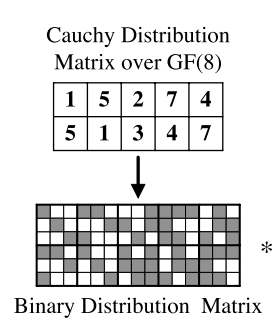 Cauchy Distribution
Matrix over GF(8)
1 5 2 7 4
5 1 3 4 7
*
Binary Distribution Matrix